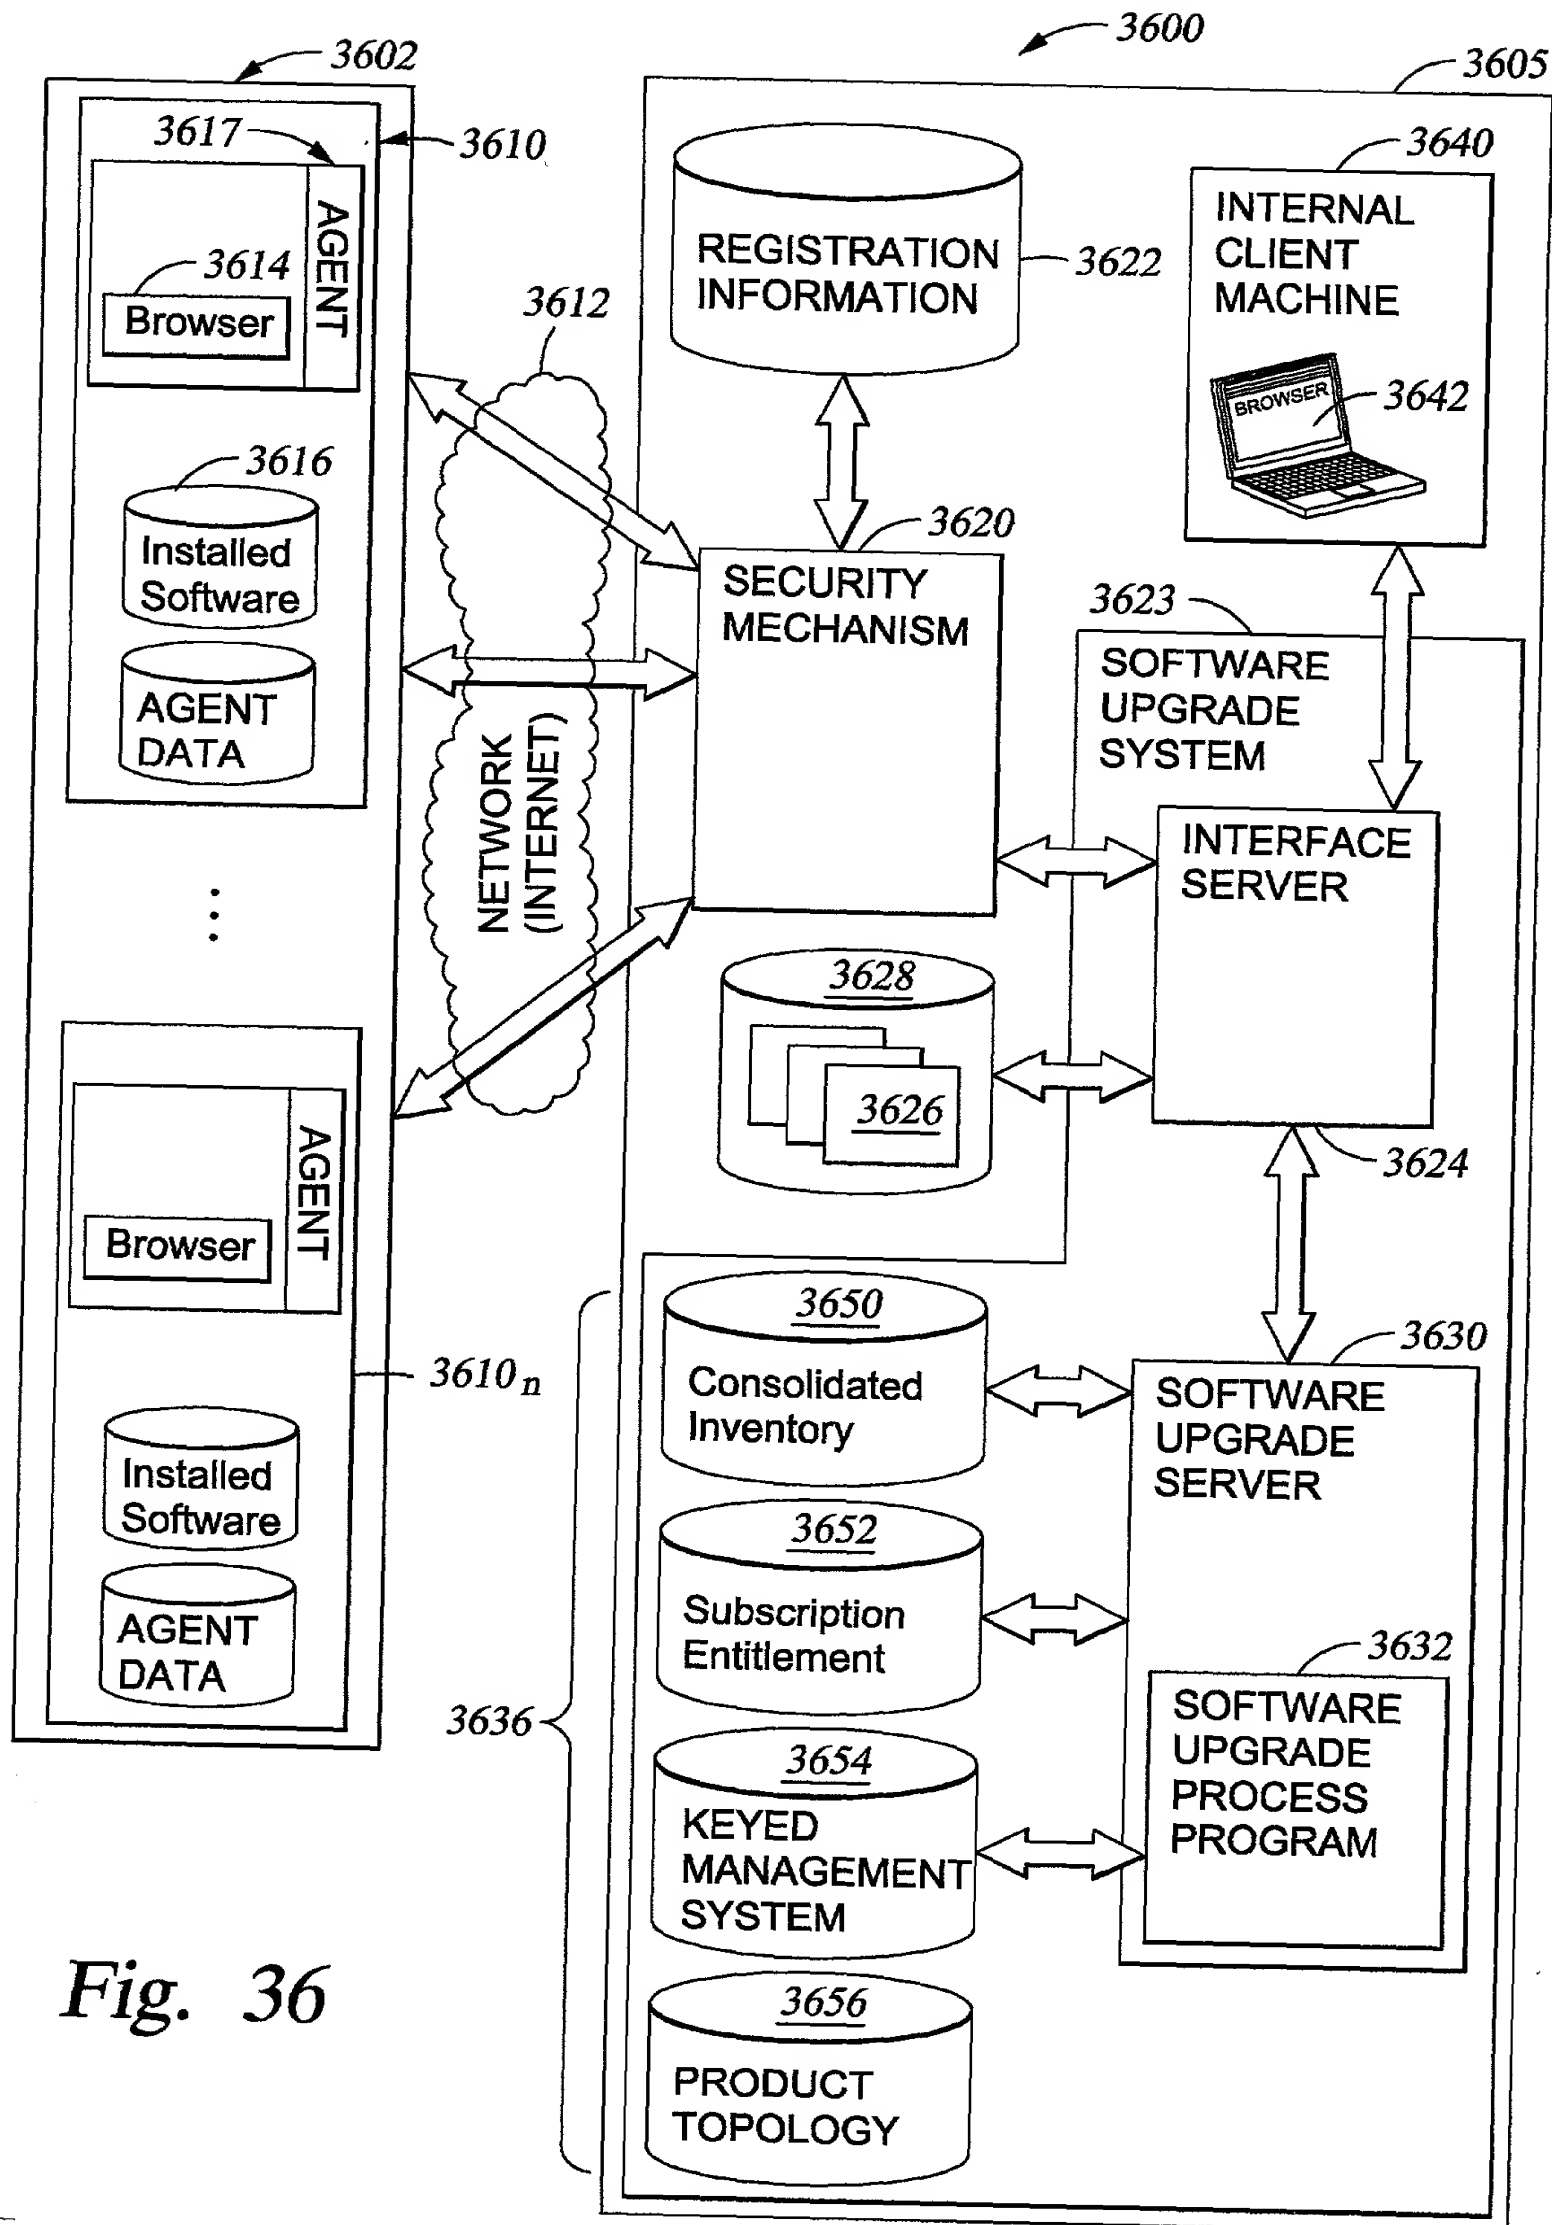 3600
3602
3605
3617
3610
3640
AGENT
INTERNAL
CLIENT
MACHINE
REGISTRATION
INFORMATION
3622
3614
Browser
3612
BROWSER
3642
3616
Installed
Software
3620
SECURITY
MECHANISM
3623
SOFTWARE
UPGRADE
SYSTEM
AGENT
DATA
NETWORK
(INTERNET)
INTERFACE
SERVER
3628
3626
3624
AGENT
Browser
3610n
3650
Consolidated
Inventory
3630
SOFTWARE
UPGRADE
SERVER
Installed
Software
3652
Subscription
Entitlement
AGENT
DATA
3632
SOFTWARE
UPGRADE
PROCESS
PROGRAM
3636
3654
KEYED
MANAGEMENT
SYSTEM
3656
PRODUCT
TOPOLOGY
Fig. 36